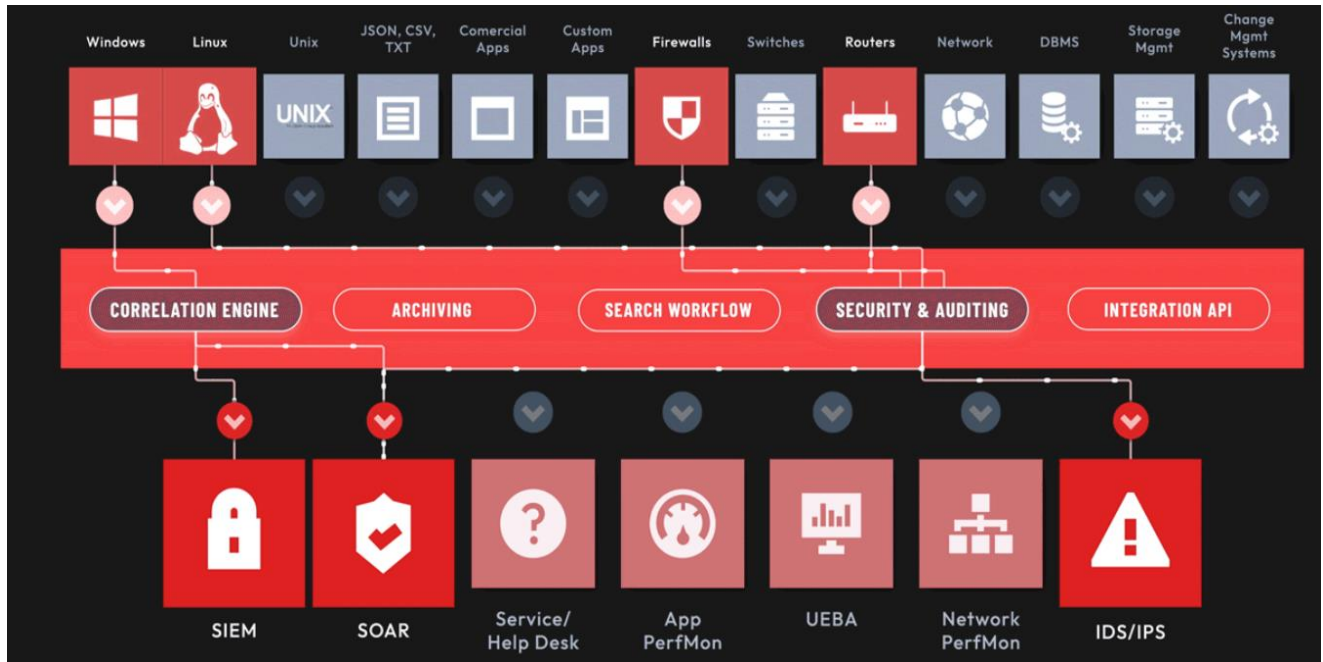 Windows
Linux
Unix
JSON, CSV,
TXT
Comercial
Apps
Custom
Apps
Firewalls
Switches
Routers
Network
DBMS
Storage
Mgmt
Change
Mgmt
Systems
UNIX
CORRELATION ENGINE
ARCHIVING
SEARCH WORKFLOW
SECURITY & AUDITING
INTEGRATION API
SIEM
SOAR
Service/
Help Desk
App
PerfMon
UEBA
Network
PerfMon
IDS/IPS